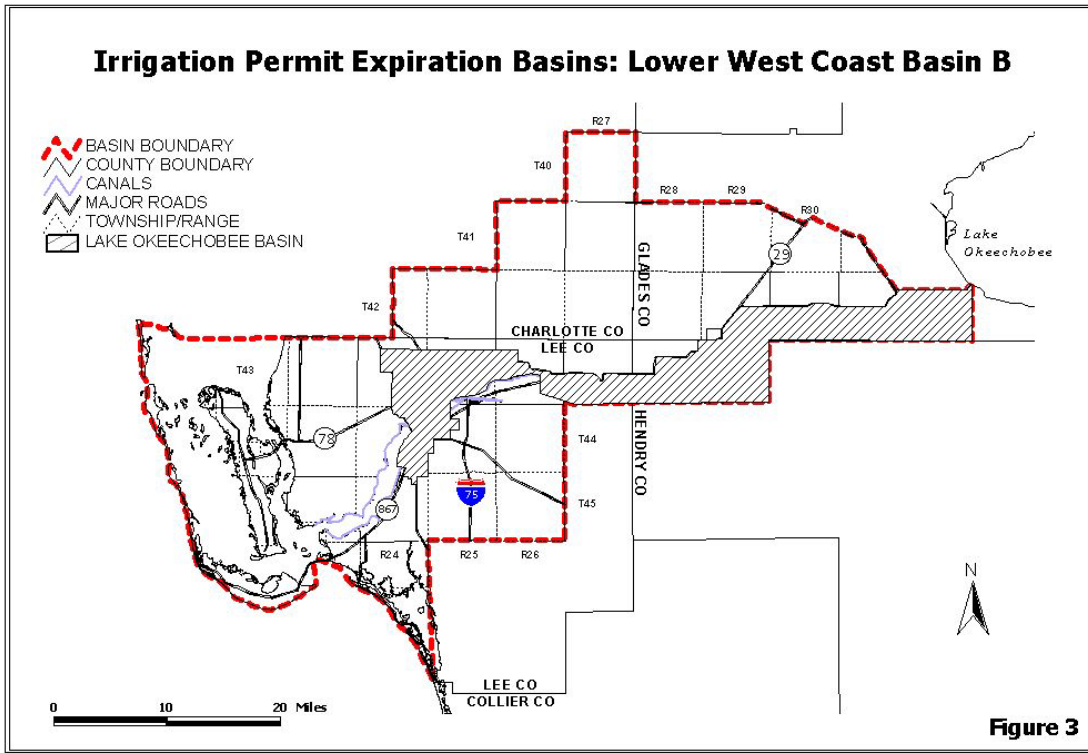 Irrigation Permit Expiration Basins: Lower West Coast Basin B
BASIN BOUNDARY
COUNTY BOUNDARY
CANALS
MAJOR ROADS
TOWNSHIP/RANGE
LAKE OKEECHOBEE BASIN
R27
T40
R28
R29
R30
T41
GLADES CO
29
Lake
Okeechobee
T42
CHARLOTTE CO
LEE CO
T43
78
HENDRY CO
T44
75
T45
867
R24
R25
R26
N
LEE CO
COLLIER CO
0
10
20
Miles
Figure 3